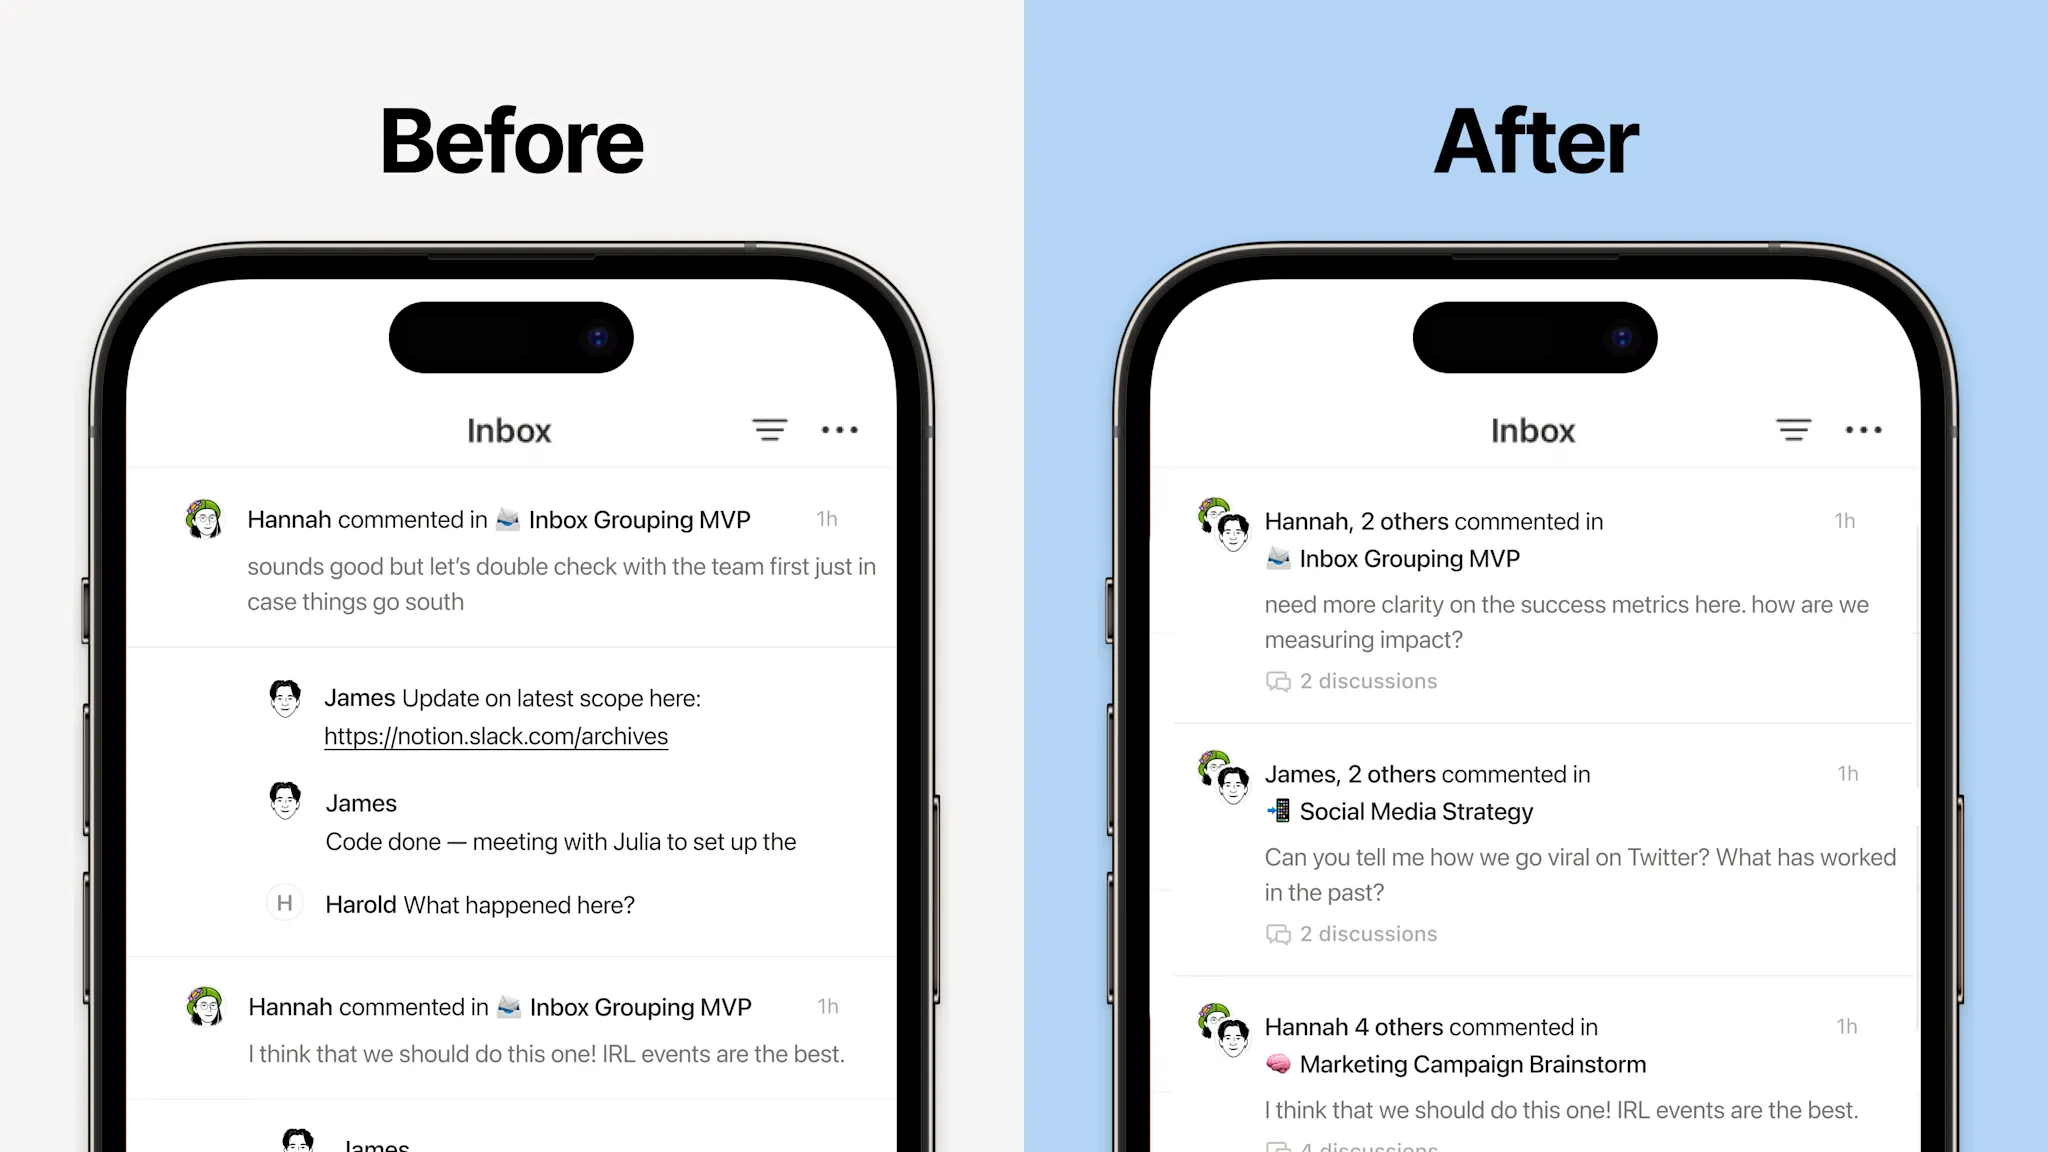 Before
Inbox
Hannah commented in Inbox Grouping MVP 1h
sounds good but let's double check with the team first just in
case things go south
James Update on latest scope here:
https://notion.slack.com/archives
James
Code done — meeting with Julia to set up the
H Harold What happened here?
Hannah commented in Inbox Grouping MVP 1h
I think that we should do this one! IRL events are the best.
James
After
Inbox
Hannah, 2 others commented in 1h
Inbox Grouping MVP
need more clarity on the success metrics here. how are we
measuring impact?
2 discussions
James, 2 others commented in 1h
Social Media Strategy
Can you tell me how we go viral on Twitter? What has worked
in the past?
2 discussions
Hannah 4 others commented in 1h
Marketing Campaign Brainstorm
I think that we should do this one! IRL events are the best.
4 discussions